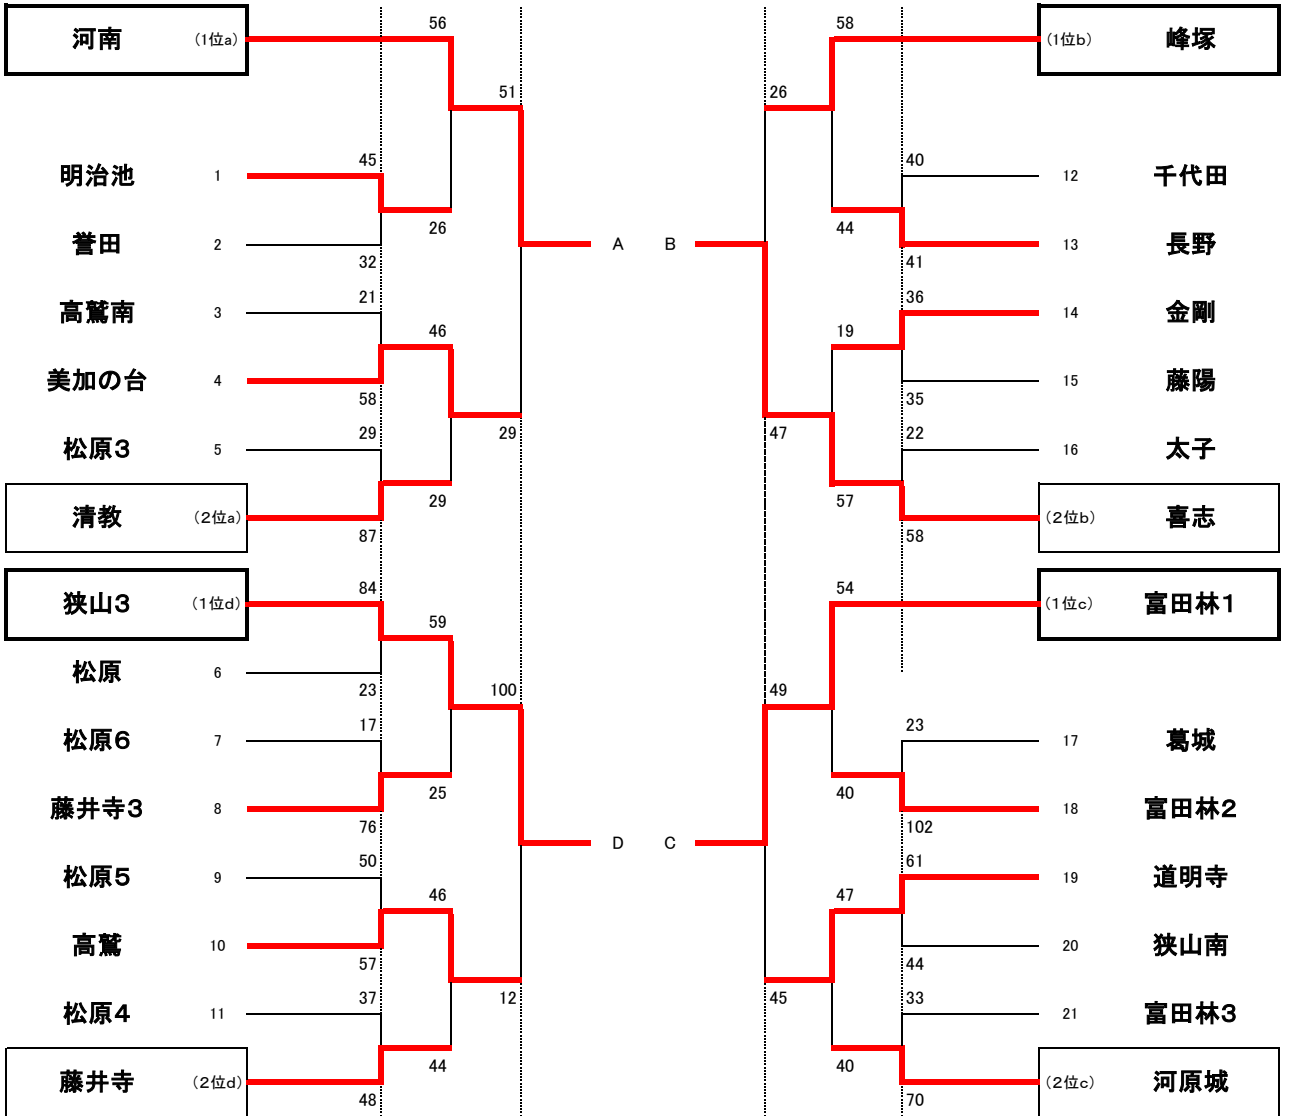 56 58
河南 (1位a) (1位b) 峰塚
51 26
45 40
明治池 1 12 千代田
26 44
誉田 2 A B 13 長野
32 41
21 36
高鷲南 3 14 金剛
46 19
美加の台 4 15 藤陽
58 35
29 29 47 22
松原3 5 16 太子
29 57
清教 (2位a) (2位b) 喜志
87 58
84 54
狭山3 (1位d) (1位c) 富田林1
59
松原 6
23 100 49
17 23
松原6 7 17 葛城
25 40
藤井寺3 8 18 富田林2
76 102
D C
50 61
松原5 9 19 道明寺
46 47
高鷲 10 20 狭山南
57 44
37 12 45 33
松原4 11 21 富田林3
44 40
藤井寺 (2位d) (2位c) 河原城
48 70